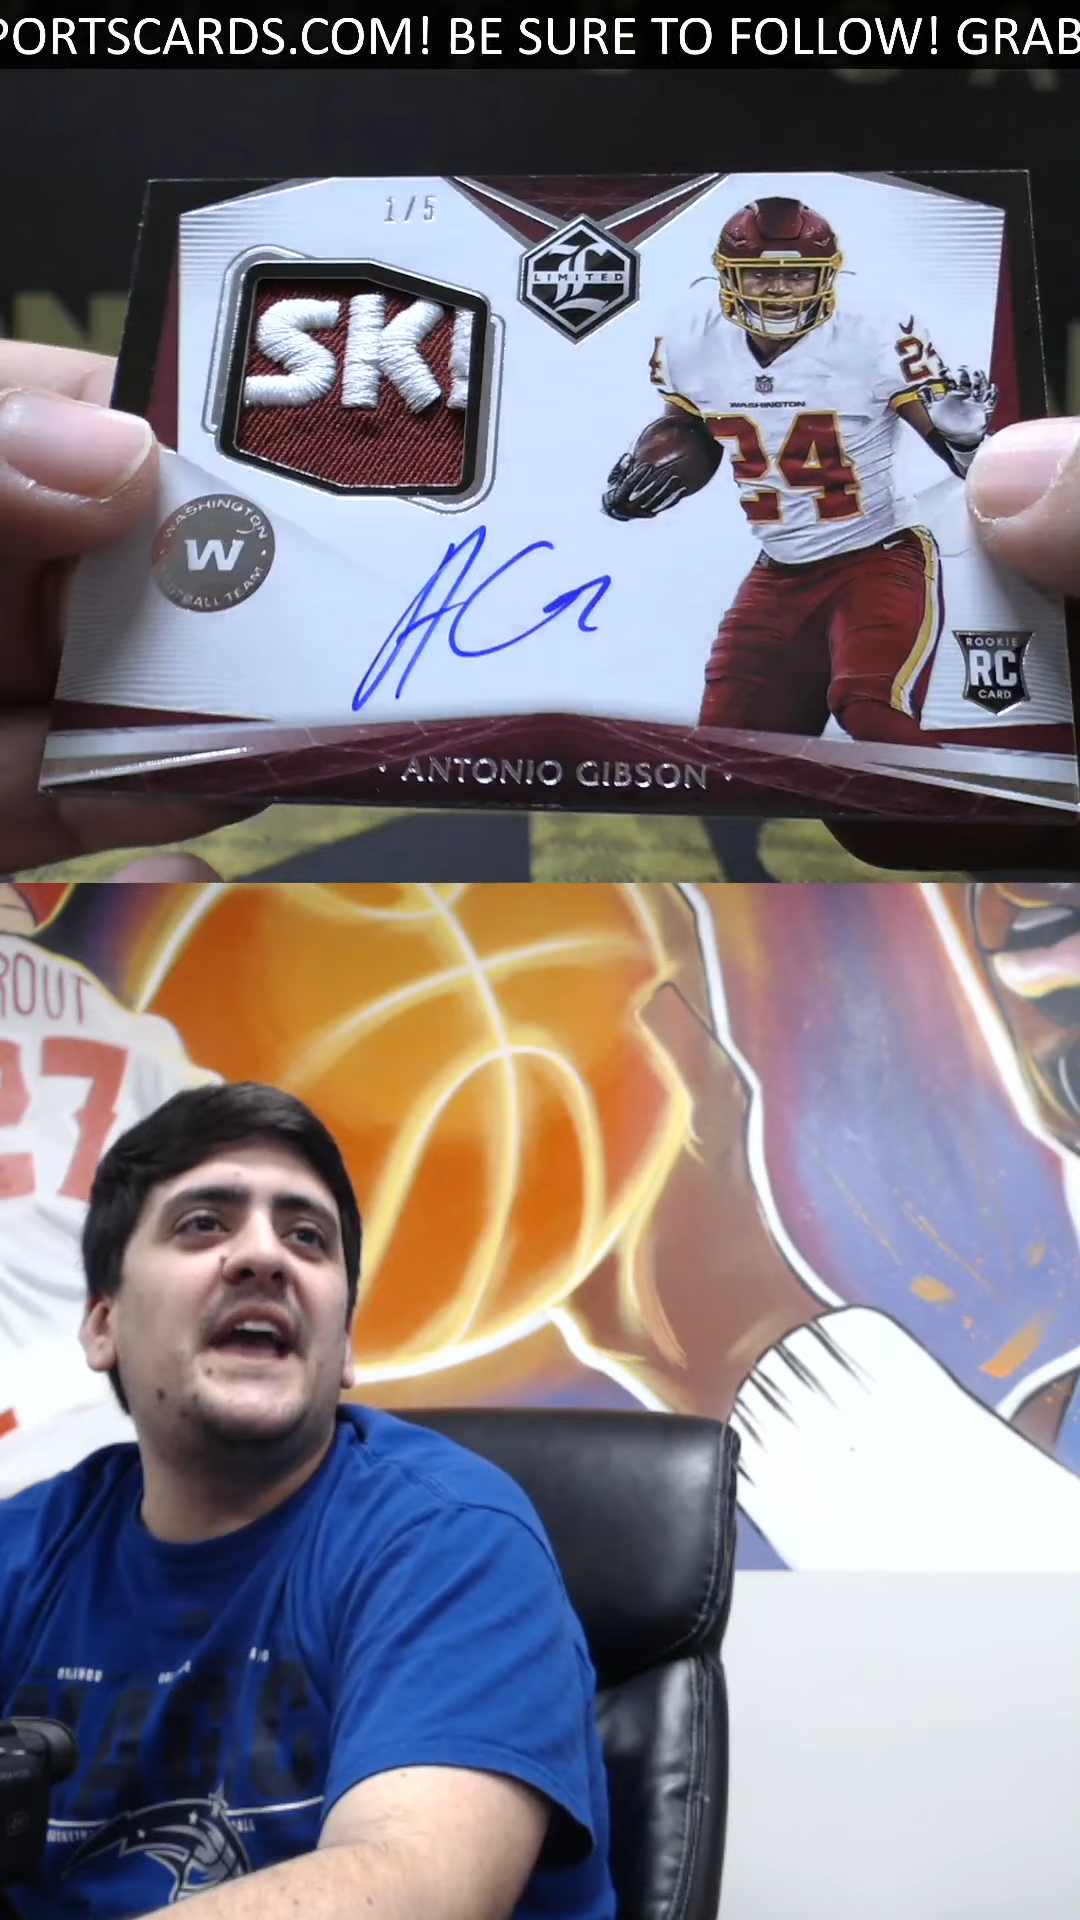 PORTSCARDS.COM! BE SURE TO FOLLOW! GRAB
1/5
LIMITED
SK
WASHINGTON
24
24
WASHINGTON
W
FOOTBALL TEAM
ROOKIE
RC
CARD
ANTONIO GIBSON
ROUT
27